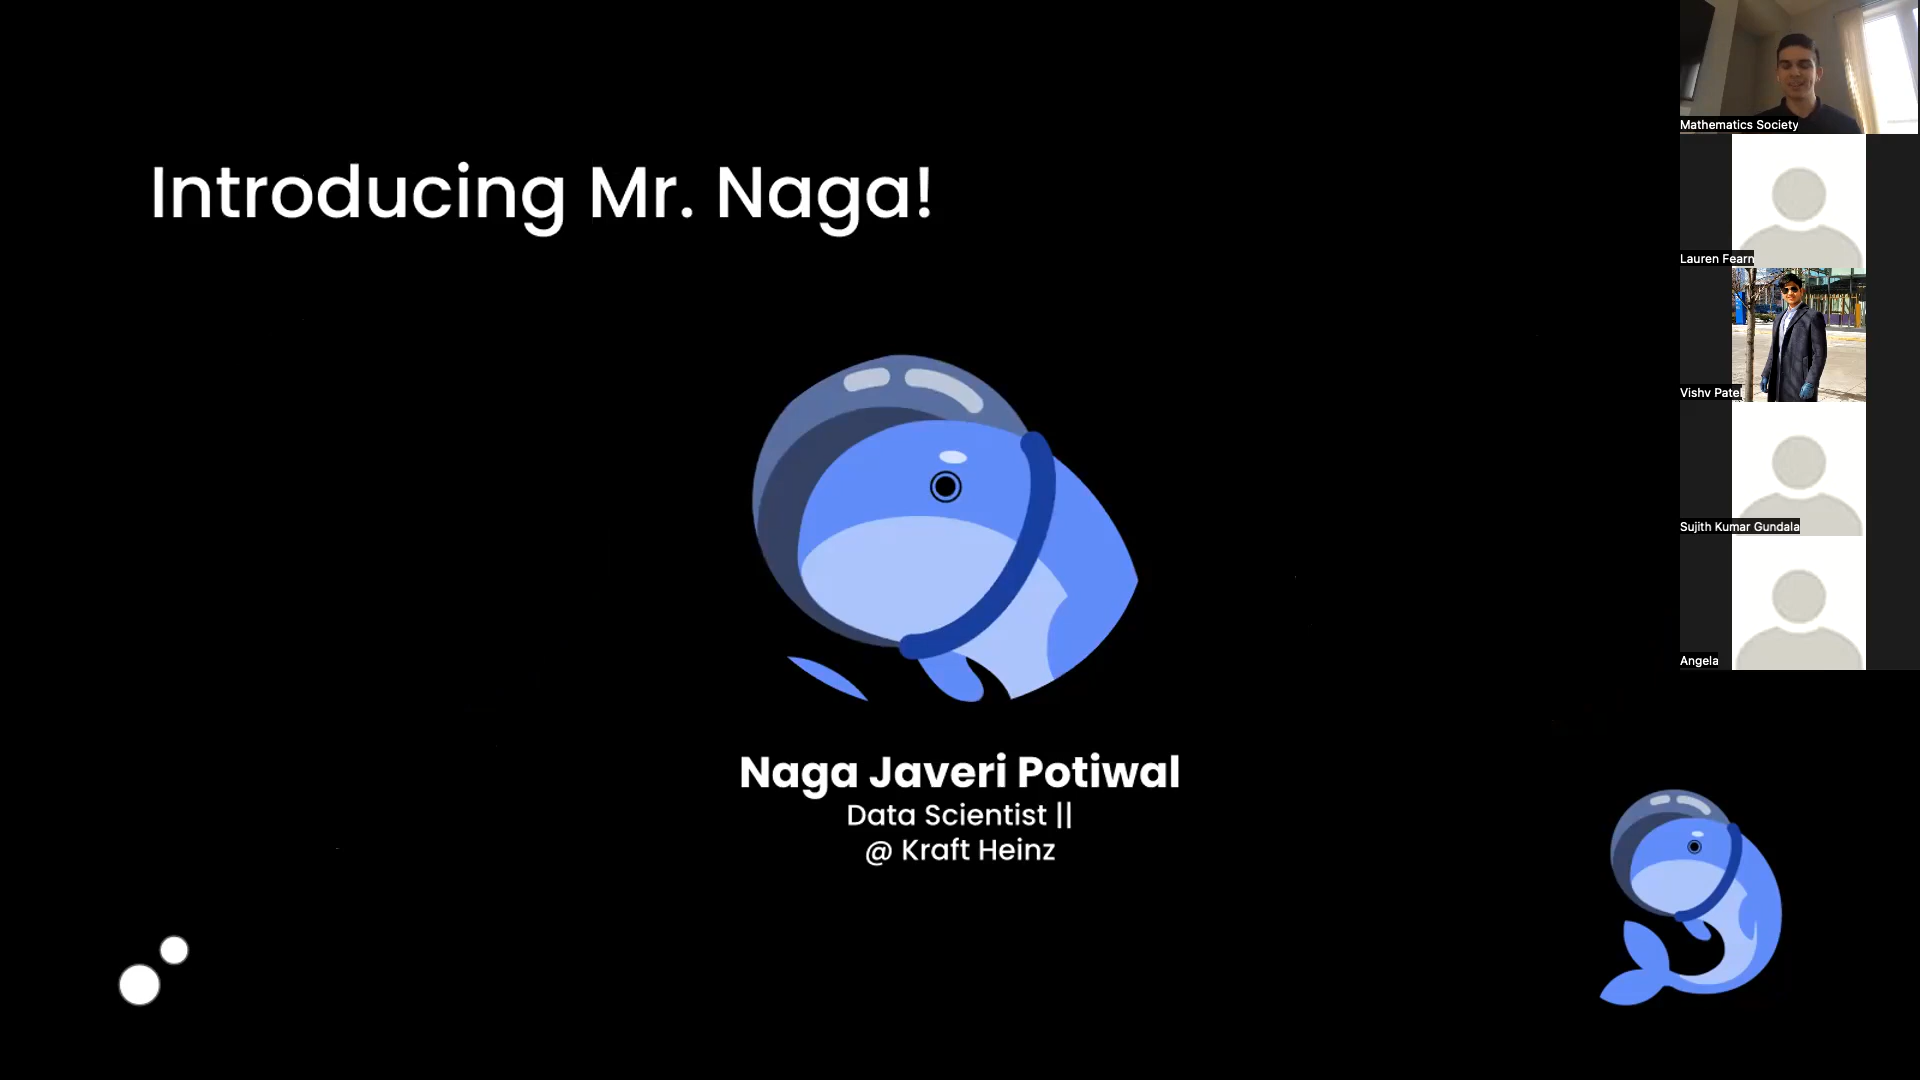 Introducing Mr. Naga!
Naga Javeri Potiwal
Data Scientist ||
@ Kraft Heinz
Mathematics Society
Lauren Fearn
Vishv Patel
Sujith Kumar Gundala
Angela